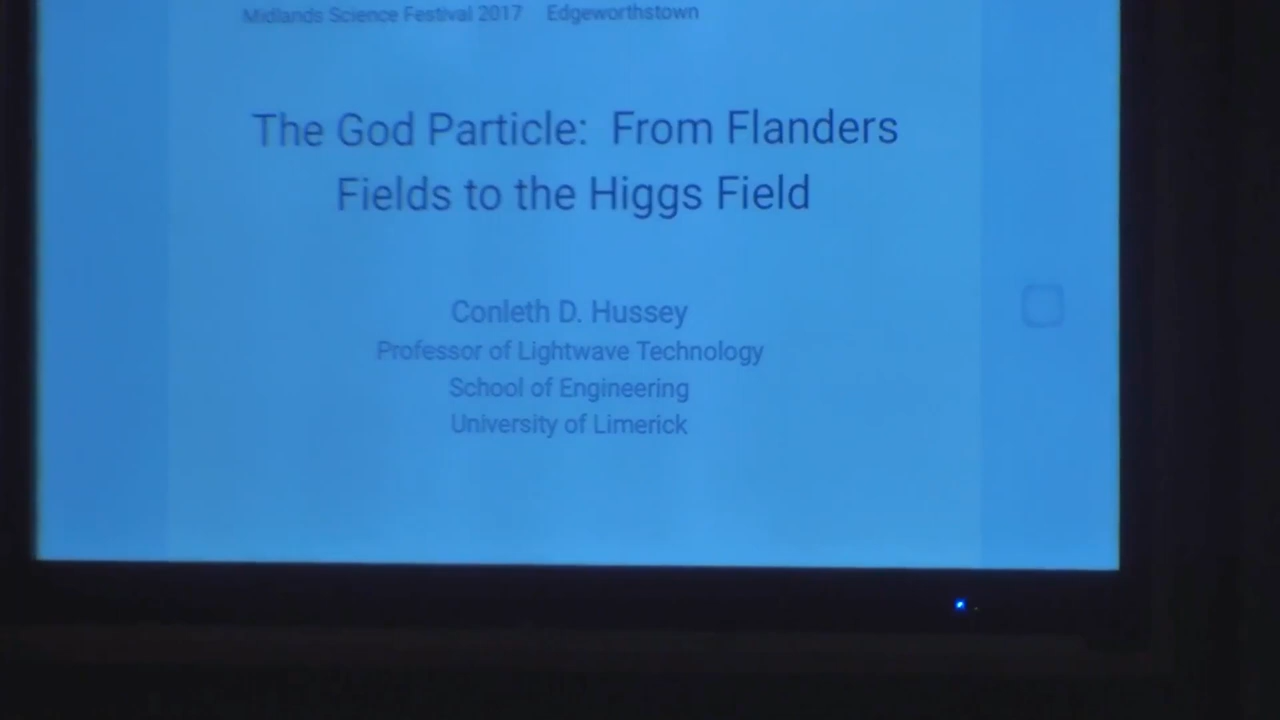 Midlands Science Festival 2017 Edgeworthstown
The God Particle: From Flanders
Fields to the Higgs Field
Conleth D. Hussey
Professor of Lightwave Technology
School of Engineering
University of Limerick